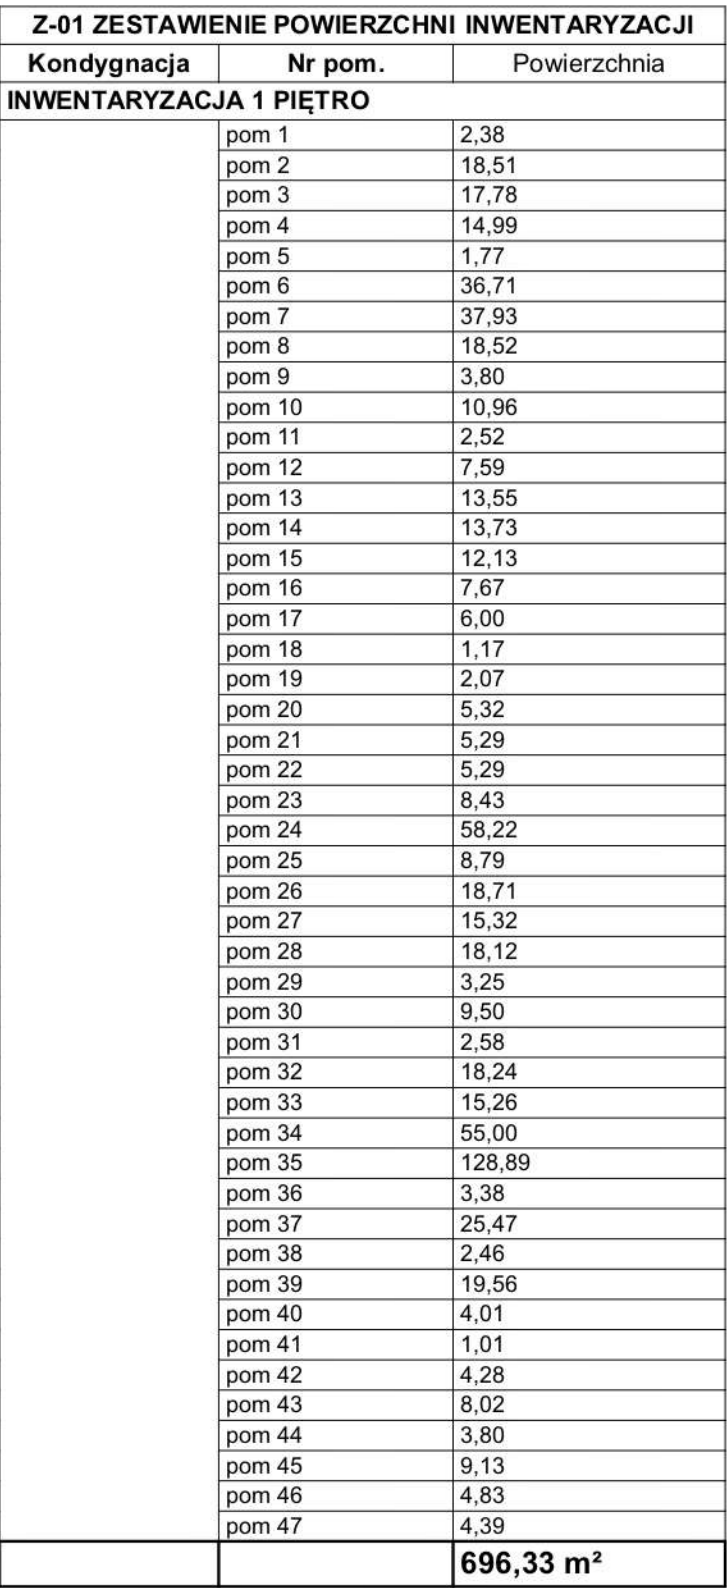 Z-01 ZESTAWIENIE POWIERZCHNI INWENTARYZACJI
Kondygnacja Nr pom. Powierzchnia
INWENTARYZACJA 1 PIĘTRO
pom 1 2,38
pom 2 18,51
pom 3 17,78
pom 4 14,99
pom 5 1,77
pom 6 36,71
pom 7 37,93
pom 8 18,52
pom 9 3,80
pom 10 10,96
pom 11 2,52
pom 12 7,59
pom 13 13,55
pom 14 13,73
pom 15 12,13
pom 16 7,67
pom 17 6,00
pom 18 1,17
pom 19 2,07
pom 20 5,32
pom 21 5,29
pom 22 5,29
pom 23 8,43
pom 24 58,22
pom 25 8,79
pom 26 18,71
pom 27 15,32
pom 28 18,12
pom 29 3,25
pom 30 9,50
pom 31 2,58
pom 32 18,24
pom 33 15,26
pom 34 55,00
pom 35 128,89
pom 36 3,38
pom 37 25,47
pom 38 2,46
pom 39 19,56
pom 40 4,01
pom 41 1,01
pom 42 4,28
pom 43 8,02
pom 44 3,80
pom 45 9,13
pom 46 4,83
pom 47 4,39
696,33 m²